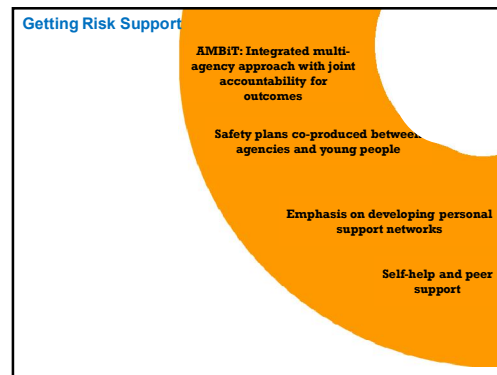 Getting Risk Support
AMBiT: Integrated multi-
agency approach with joint
accountability for
outcomes
Safety plans co-produced between
agencies and young people
Emphasis on developing personal
support networks
Self-help and peer
support